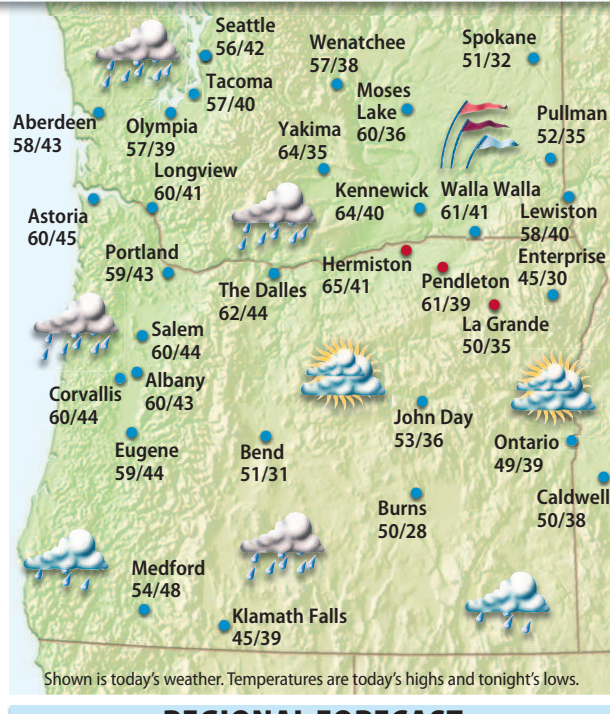 Seattle
56/42
Wenatchee
57/38
Spokane
51/32
Tacoma
57/40
Moses
Lake
60/36
Pullman
52/35
Aberdeen
58/43
Olympia
57/39
Yakima
64/35
Longview
60/41
Kennewick
64/40
Walla Walla
61/41
Lewiston
58/40
Astoria
60/45
Portland
59/43
The Dalles
62/44
Hermiston
65/41
Pendleton
61/39
Enterprise
45/30
La Grande
50/35
Salem
60/44
Albany
60/43
Corvallis
60/44
Eugene
59/44
Bend
51/31
John Day
53/36
Ontario
49/39
Caldwell
50/38
Burns
50/28
Medford
54/48
Klamath Falls
45/39
Shown is today's weather. Temperatures are today's highs and tonight's lows.
REGIONAL FORECAST